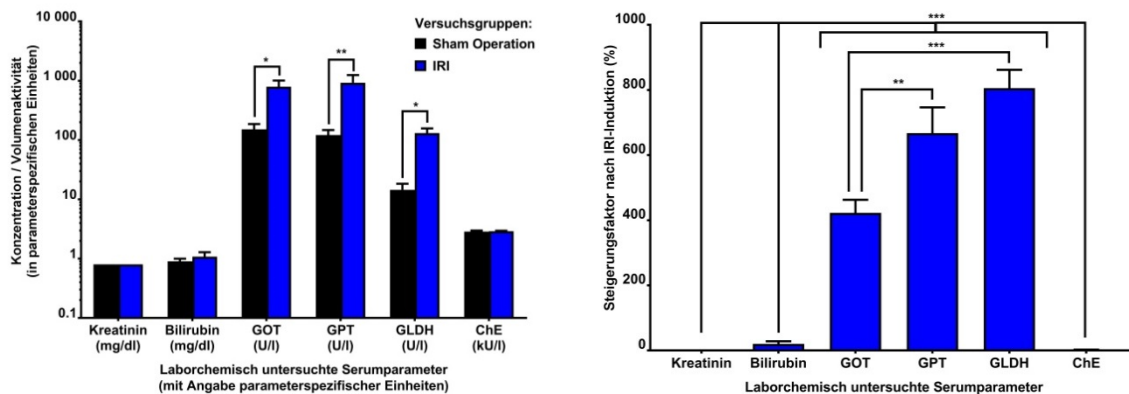 Konzentration / Volumenaktivität
(in parameterspezifischen Einheiten)
10 000
1 000
100
10
1
0.1
Versuchsgruppen:
Sham Operation
IRI
*
**
*
Kreatinin
(mg/dl)
Bilirubin
(mg/dl)
GOT
(U/l)
GPT
(U/l)
GLDH
(U/l)
ChE
(kU/l)
Laborchemisch untersuchte Serumparameter
(mit Angabe parameterspezifischer Einheiten)
Steigerungsfaktor nach IRI-Induktion (%)
1000
800
600
400
200
0
***
***
**
Kreatinin
Bilirubin
GOT
GPT
GLDH
ChE
Laborchemisch untersuchte Serumparameter